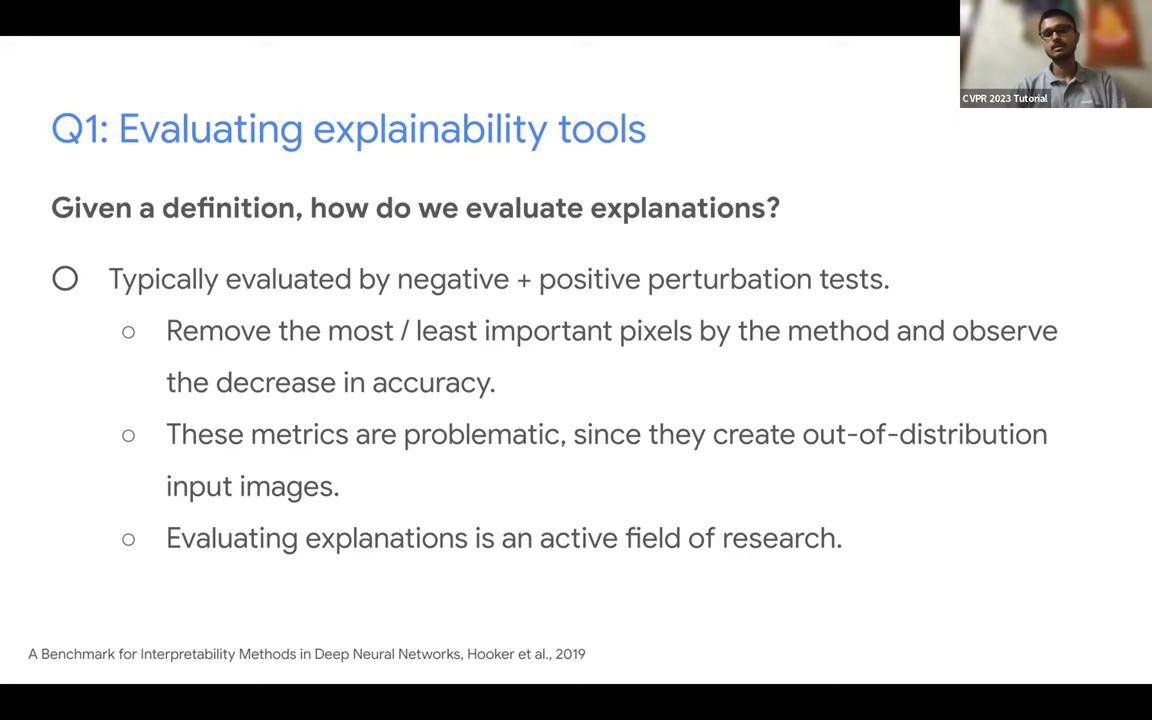 CVPR 2023 Tutorial
Q1: Evaluating explainability tools
Given a definition, how do we evaluate explanations?
Typically evaluated by negative + positive perturbation tests.
Remove the most / least important pixels by the method and observe
the decrease in accuracy.
These metrics are problematic, since they create out-of-distribution
input images.
Evaluating explanations is an active field of research.
A Benchmark for Interpretability Methods in Deep Neural Networks, Hooker et al., 2019